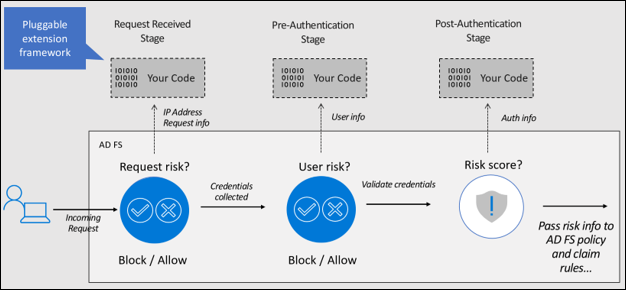 Pluggable
extension
framework
Request Received
Stage
Pre-Authentication
Stage
Post-Authentication
Stage
101010
010101
101010
Your Code
101010
010101
101010
Your Code
101010
010101
101010
Your Code
IP Address
Request info
User info
Auth info
AD FS
Request risk?
User risk?
Risk score?
Incoming
Request
Credentials
collected
Validate credentials
Block / Allow
Block / Allow
Pass risk info to
AD FS policy
and claim
rules...